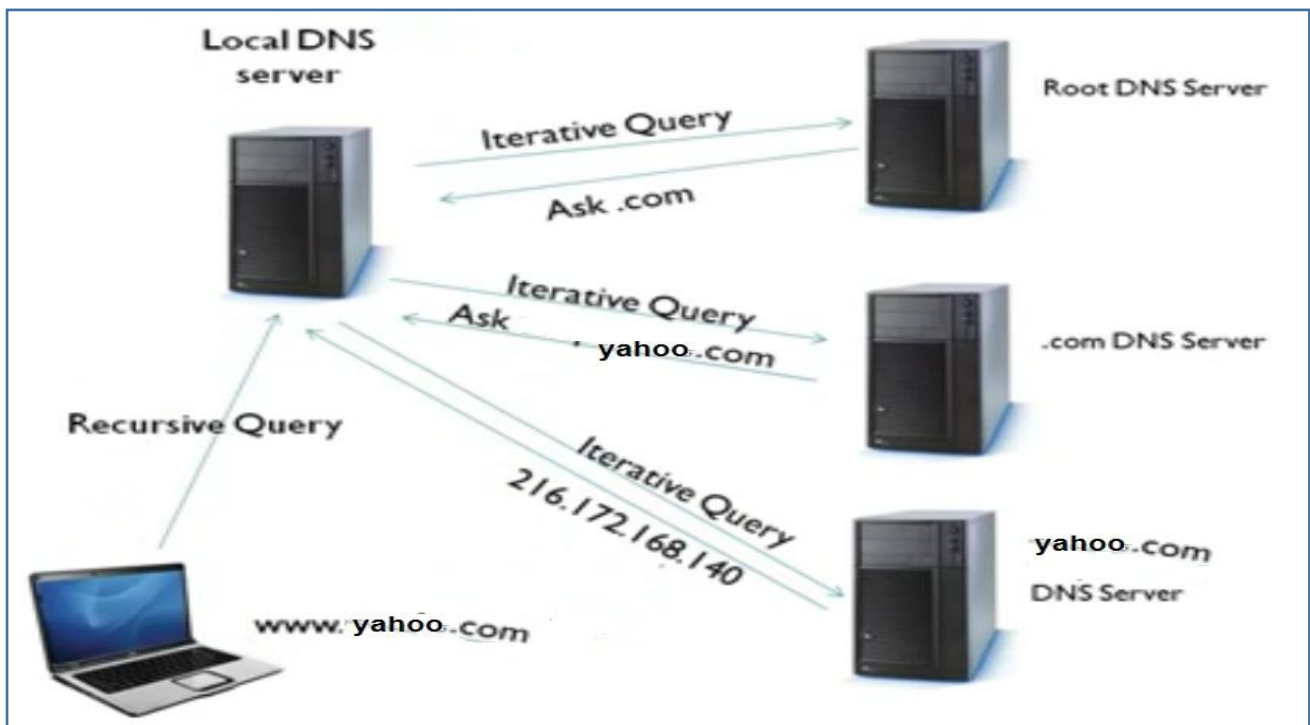 Local DNS
server
Root DNS Server
Iterative Query
Ask .com
Iterative Query
Ask yahoo.com
.com DNS Server
Recursive Query
Iterative Query
216.172.168.140
yahoo.com
DNS Server
www.yahoo.com